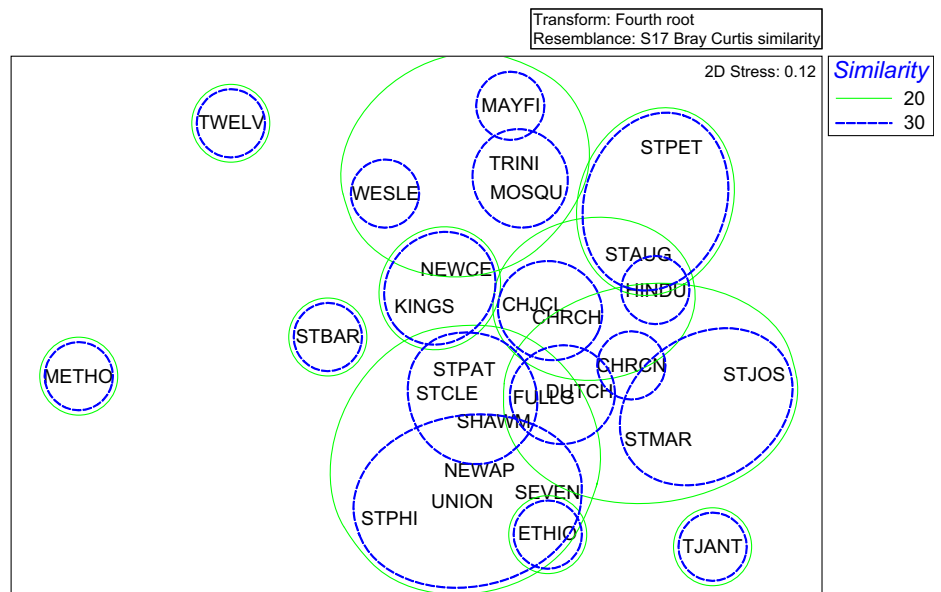 Transform: Fourth root
Resemblance: S17 Bray Curtis similarity
2D Stress: 0.12
Similarity
20
30
MAYFI
TWELV
STPET
TRINI
WESLE
MOSQU
STAUG
NEWCE
HINDU
KINGS
CHJCL
CHRCH
STBAR
CHRCN
STPAT
METHO
STJOS
STCLE
DUTCH
FULLG
SHAWM
STMAR
NEWAP
SEVEN
UNION
STPHI
ETHIO
TJANT